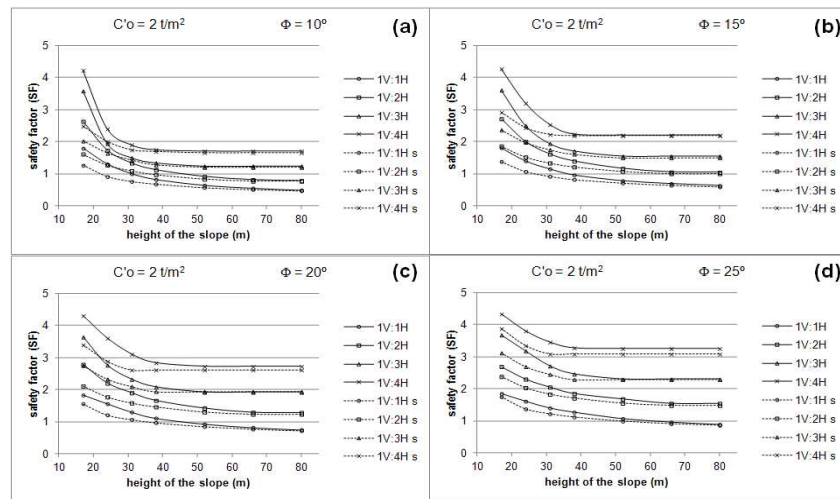 C'o = 2 t/m² Φ = 10º (a)
5
4
3
2
1
0
safety factor (SF)
10 20 30 40 50 60 70 80
height of the slope (m)
1V:1H
1V:2H
1V:3H
1V:4H
1V:1H s
1V:2H s
1V:3H s
1V:4H s
C'o = 2 t/m² Φ = 15º (b)
5
4
3
2
1
0
safety factor (SF)
10 20 30 40 50 60 70 80
height of the slope (m)
1V:1H
1V:2H
1V:3H
1V:4H
1V:1H s
1V:2H s
1V:3H s
1V:4H s
C'o = 2 t/m² Φ = 20º (c)
5
4
3
2
1
0
safety factor (SF)
10 20 30 40 50 60 70 80
height of the slope (m)
1V:1H
1V:2H
1V:3H
1V:4H
1V:1H s
1V:2H s
1V:3H s
1V:4H s
C'o = 2 t/m² Φ = 25º (d)
5
4
3
2
1
0
safety factor (SF)
10 20 30 40 50 60 70 80
height of the slope (m)
1V:1H
1V:2H
1V:3H
1V:4H
1V:1H s
1V:2H s
1V:3H s
1V:4H s